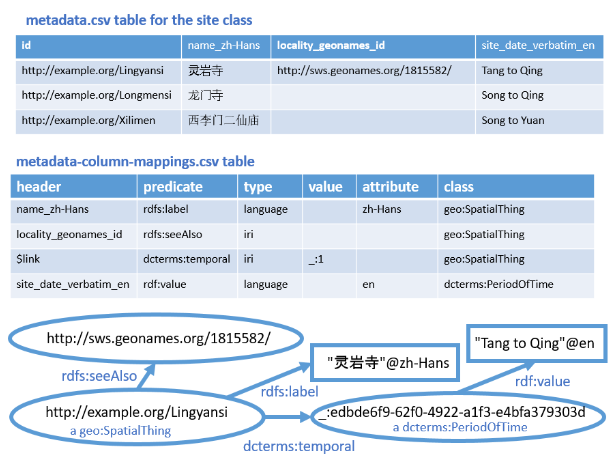 metadata.csv table for the site class
id name_zh-Hans locality_geonames_id site_date_verbatim_en
http://example.org/Lingyansi 灵岩寺 http://sws.geonames.org/1815582/ Tang to Qing
http://example.org/Longmensi 龙门寺 Song to Qing
http://example.org/Xilimen 西李门二仙庙 Song to Yuan
metadata-column-mappings.csv table
header predicate type value attribute class
name_zh-Hans rdfs:label language zh-Hans geo:SpatialThing
locality_geonames_id rdfs:seeAlso iri geo:SpatialThing
$link dcterms:temporal iri _:1 geo:SpatialThing
site_date_verbatim_en rdf:value language en dcterms:PeriodOfTime
http://sws.geonames.org/1815582/
"灵岩寺"@zh-Hans
"Tang to Qing"@en
rdfs:seeAlso
rdfs:label
rdf:value
http://example.org/Lingyansi
a geo:SpatialThing
_:edbde6f9-62f0-4922-a1f3-e4bfa379303d
a dcterms:PeriodOfTime
dcterms:temporal